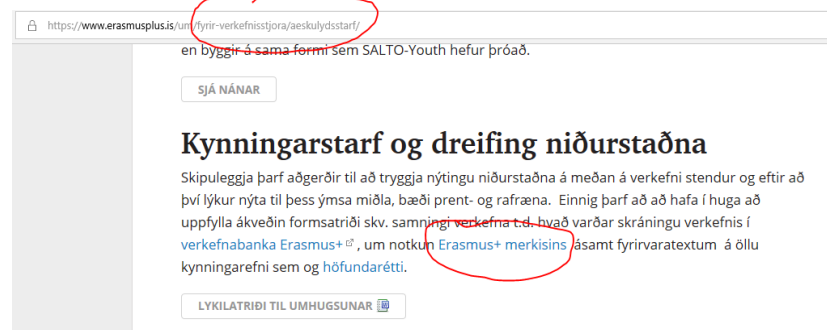 https://www.erasmusplus.is/um/fyrir-verkefnisstjora/aeskulydsstarf/
en byggir á sama formi sem SALTO-Youth hefur þróað.
SJÁ NÁNAR
Kynningarstarf og dreifing niðurstaðna
Skipuleggja þarf aðgerðir til að tryggja nýtingu niðurstaðna á meðan á verkefni stendur og eftir að
því lýkur nýta til þess ýmsa miðla, bæði prent- og rafræna. Einnig þarf að að hafa í huga að
uppfylla ákveðin formsatriði skv. samningi verkefna t.d. hvað varðar skráningu verkefnis í
verkefnabanka Erasmus+ , um notkun Erasmus+ merkisins ásamt fyrirvaratextum á öllu
kynningarefni sem og höfundarétti.
LYKILATRIÐI TIL UMHUGSUNAR